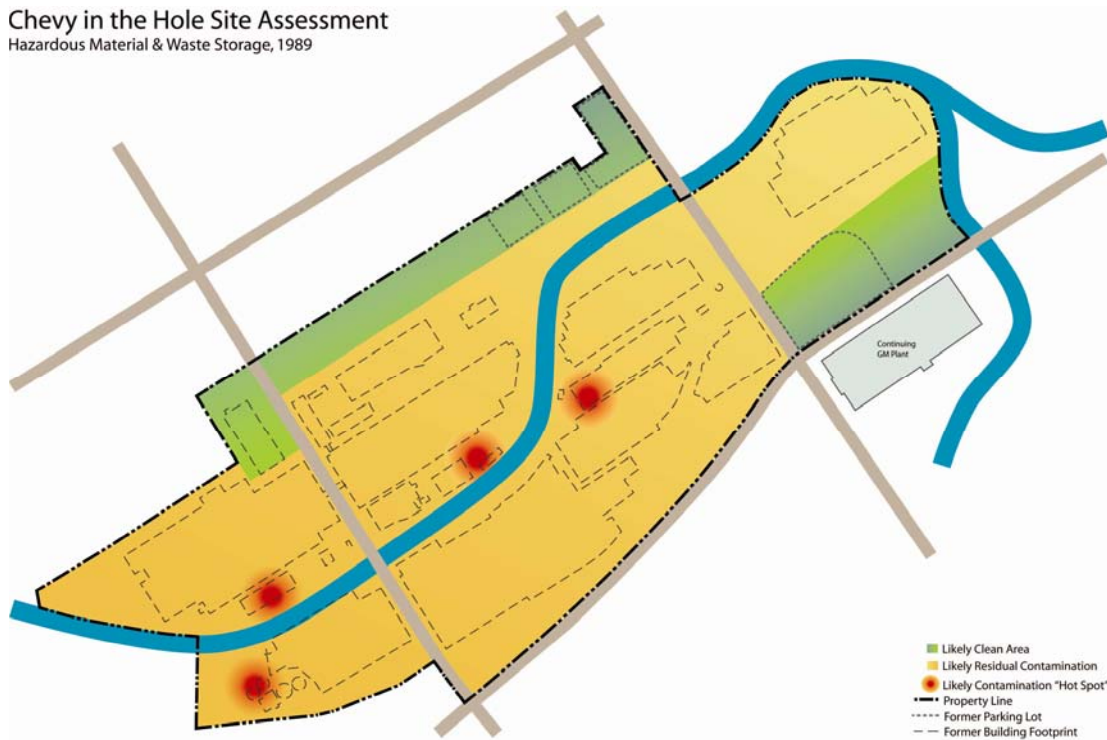 Chevy in the Hole Site Assessment
Hazardous Material & Waste Storage, 1989
Continuing
GM Plant
Likely Clean Area
Likely Residual Contamination
Likely Contamination "Hot Spot"
Property Line
Former Parking Lot
Former Building Footprint